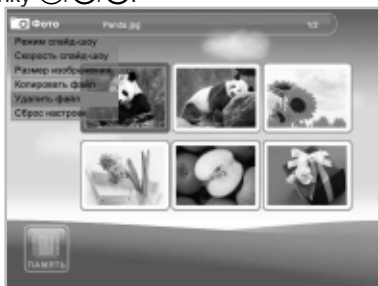 Фото Panda.jpg 1/2
Режим слайд-шоу
Скорость слайд-шоу
Размер изображения
Копировать файл
Удалить файл
Сброс настроек
ПАМЯТЬ